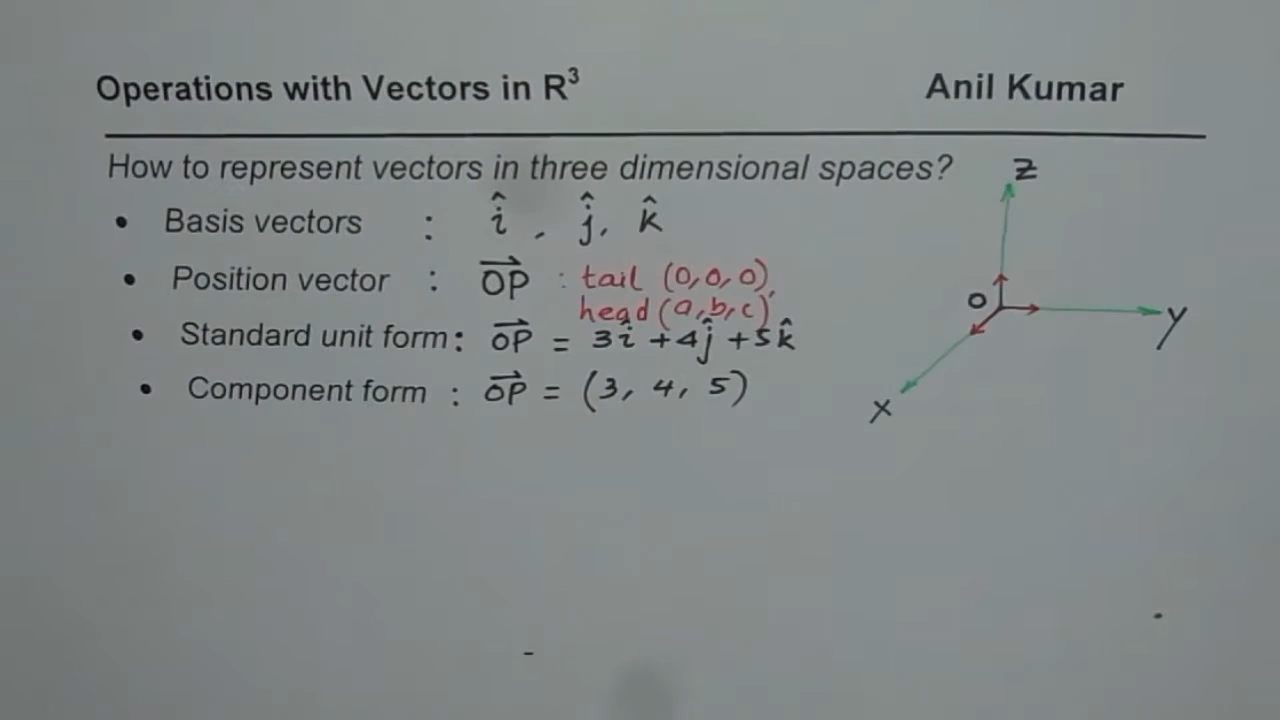 Operations with Vectors in R³ Anil Kumar
How to represent vectors in three dimensional spaces?
• Basis vectors : î, ĵ, k̂
• Position vector : OP⃗ : tail (0,0,0),
head (a,b,c)
• Standard unit form: OP⃗ = 3î + 4ĵ + 5k̂
• Component form : OP⃗ = (3, 4, 5)
Z
O
Y
X